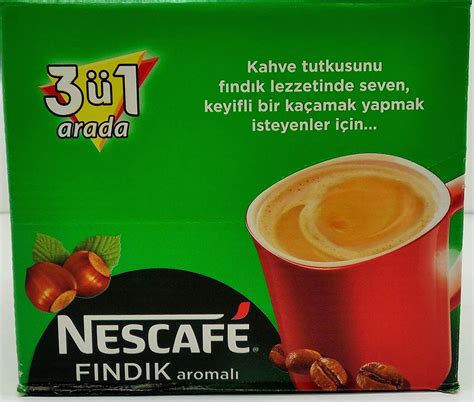 3ü1
arada
Kahve tutkusunu
fındık lezzetinde seven,
keyifli bir kaçamak yapmak
isteyenler için...
NESCAFÉ®
FINDIK aromalı